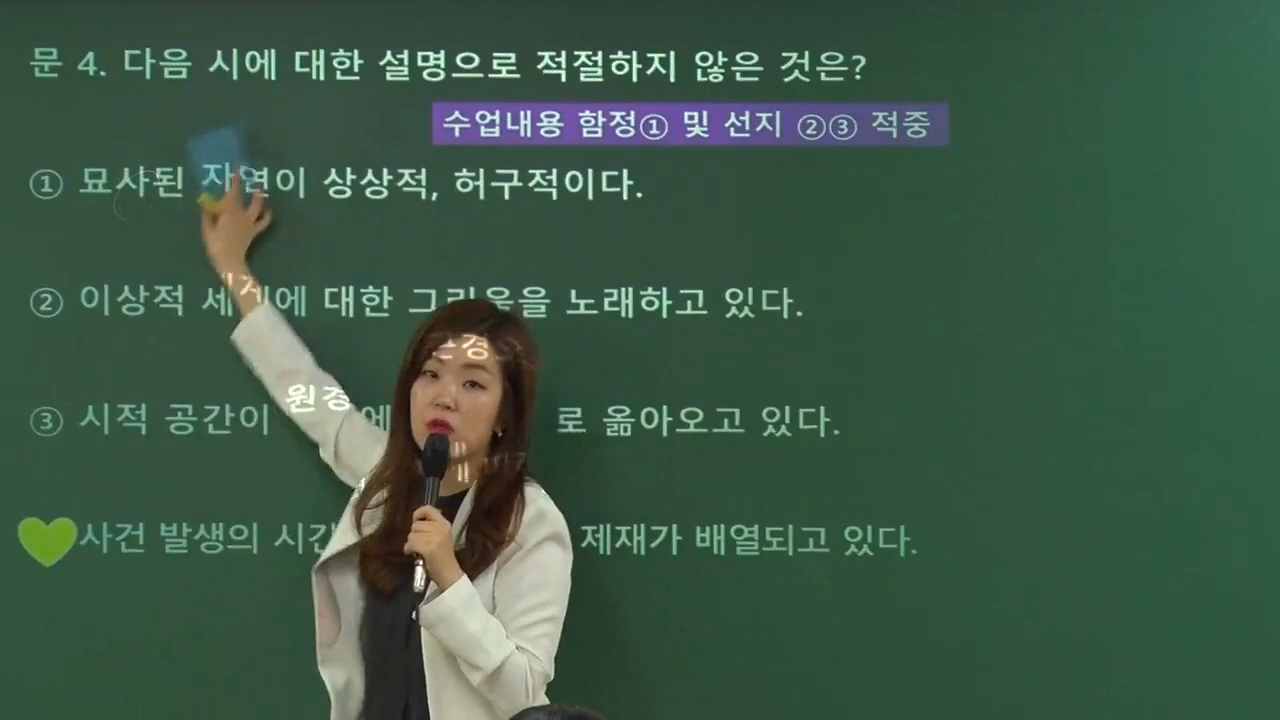 문 4. 다음 시에 대한 설명으로 적절하지 않은 것은?
수업내용 함정① 및 선지 ②③ 적중
① 묘사된 자연이 상상적, 허구적이다.
② 이상적 세계에 대한 그리움을 노래하고 있다.
③ 시적 공간이 원경에 로 옮아오고 있다.
사건 발생의 시간 제재가 배열되고 있다.